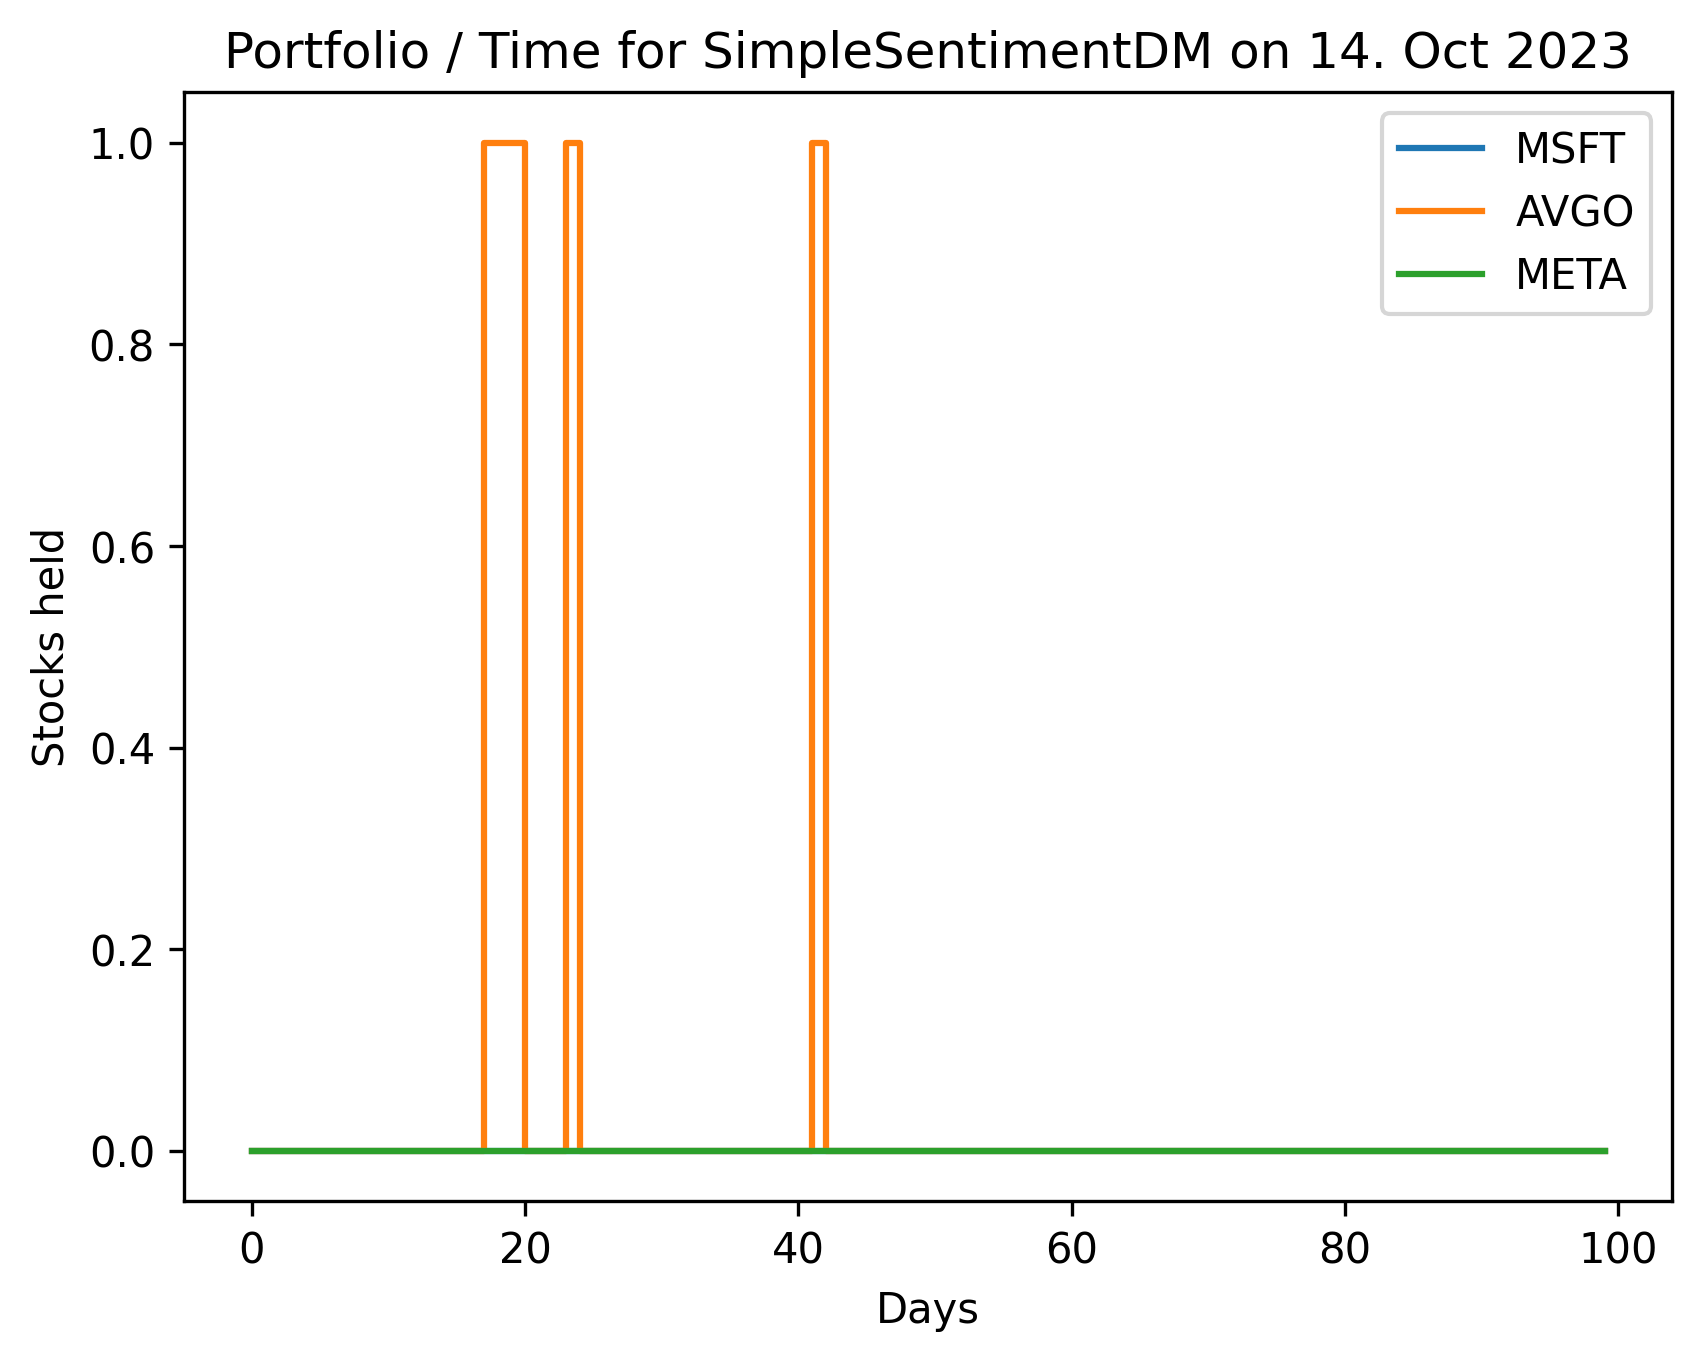 Portfolio / Time for SimpleSentimentDM on 14. Oct 2023
MSFT
AVGO
META
Stocks held
1.0
0.8
0.6
0.4
0.2
0.0
0 20 40 60 80 100
Days